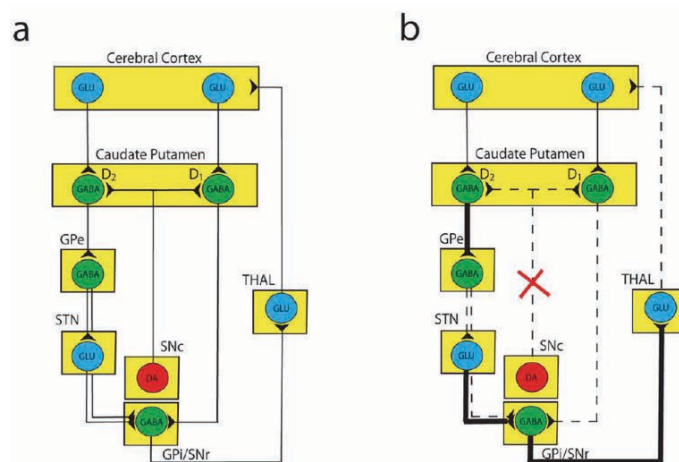 a
Cerebral Cortex
GLU GLU
Caudate Putamen
D2 D1
GABA GABA
GPe
GABA
THAL
GLU
STN
GLU
SNc
DA
GABA
GPi/SNr
b
Cerebral Cortex
GLU GLU
Caudate Putamen
D2 D1
GABA GABA
GPe
GABA
THAL
GLU
STN
GLU
SNc
DA
GABA
GPi/SNr